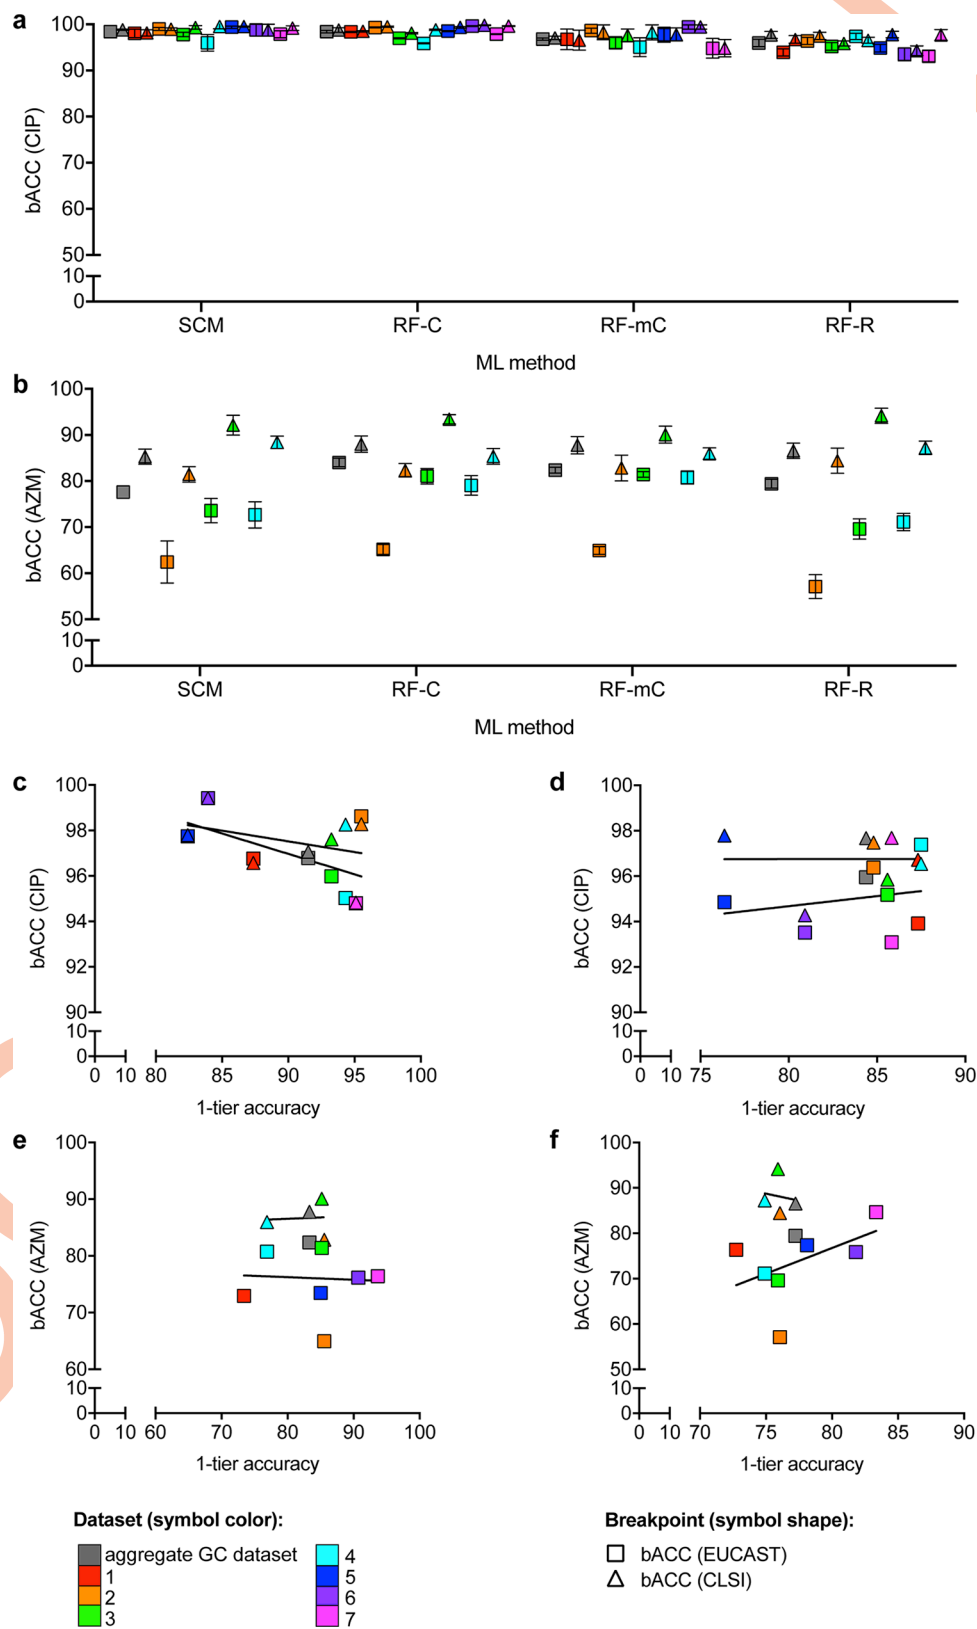 a
bACC (CIP)
100
90
80
70
60
50
10
0
SCM RF-C RF-mC RF-R
ML method
b
bACC (AZM)
100
90
80
70
60
50
10
0
SCM RF-C RF-mC RF-R
ML method
c
bACC (CIP)
100
98
96
94
92
90
10
0
0 10 80 85 90 95 100
1-tier accuracy
d
bACC (CIP)
100
98
96
94
92
90
10
0
0 10 75 80 85 90
1-tier accuracy
e
bACC (AZM)
100
90
80
70
60
10
0
0 10 60 70 80 90 100
1-tier accuracy
f
bACC (AZM)
100
90
80
70
60
50
10
0
0 10 70 75 80 85 90
1-tier accuracy
Dataset (symbol color):
aggregate GC dataset
1
2
3
4
5
6
7
Breakpoint (symbol shape):
bACC (EUCAST)
bACC (CLSI)